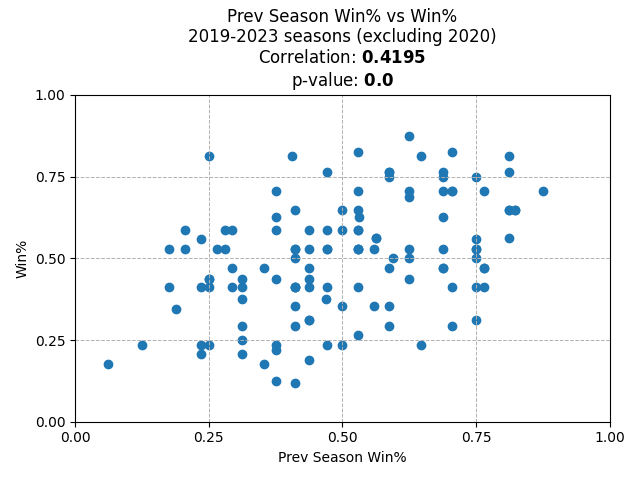 Prev Season Win% vs Win%
2019-2023 seasons (excluding 2020)
Correlation: 0.4195
p-value: 0.0
1.00
0.75
0.50
0.25
0.00
Win%
0.00 0.25 0.50 0.75 1.00
Prev Season Win%